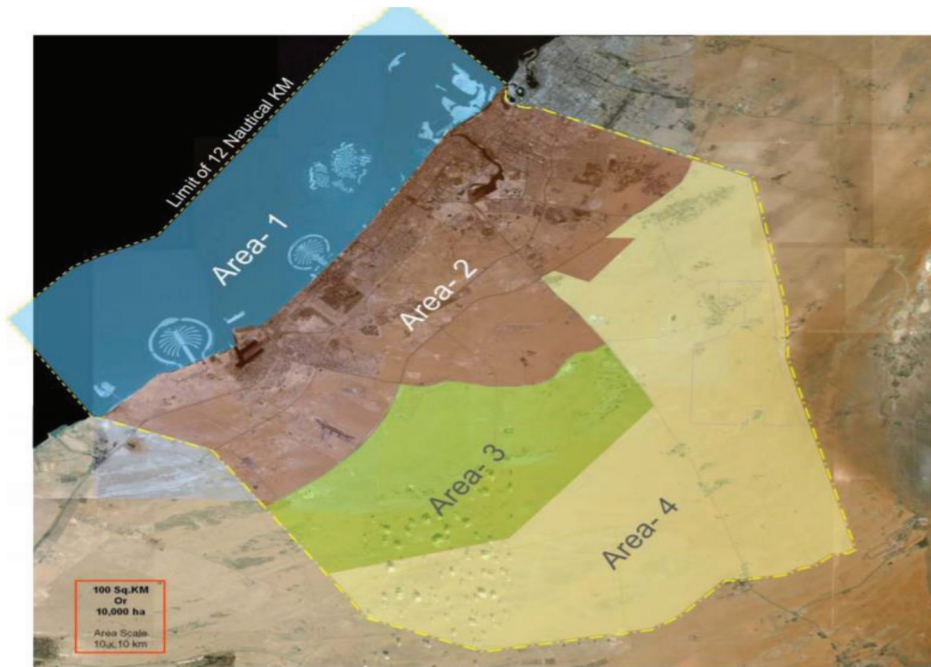 Limit of 12 Nautical KM
Area- 1
Area- 2
Area- 3
Area- 4
100 Sq.KM
Or
10,000 ha
Area Scale
10 x 10 km